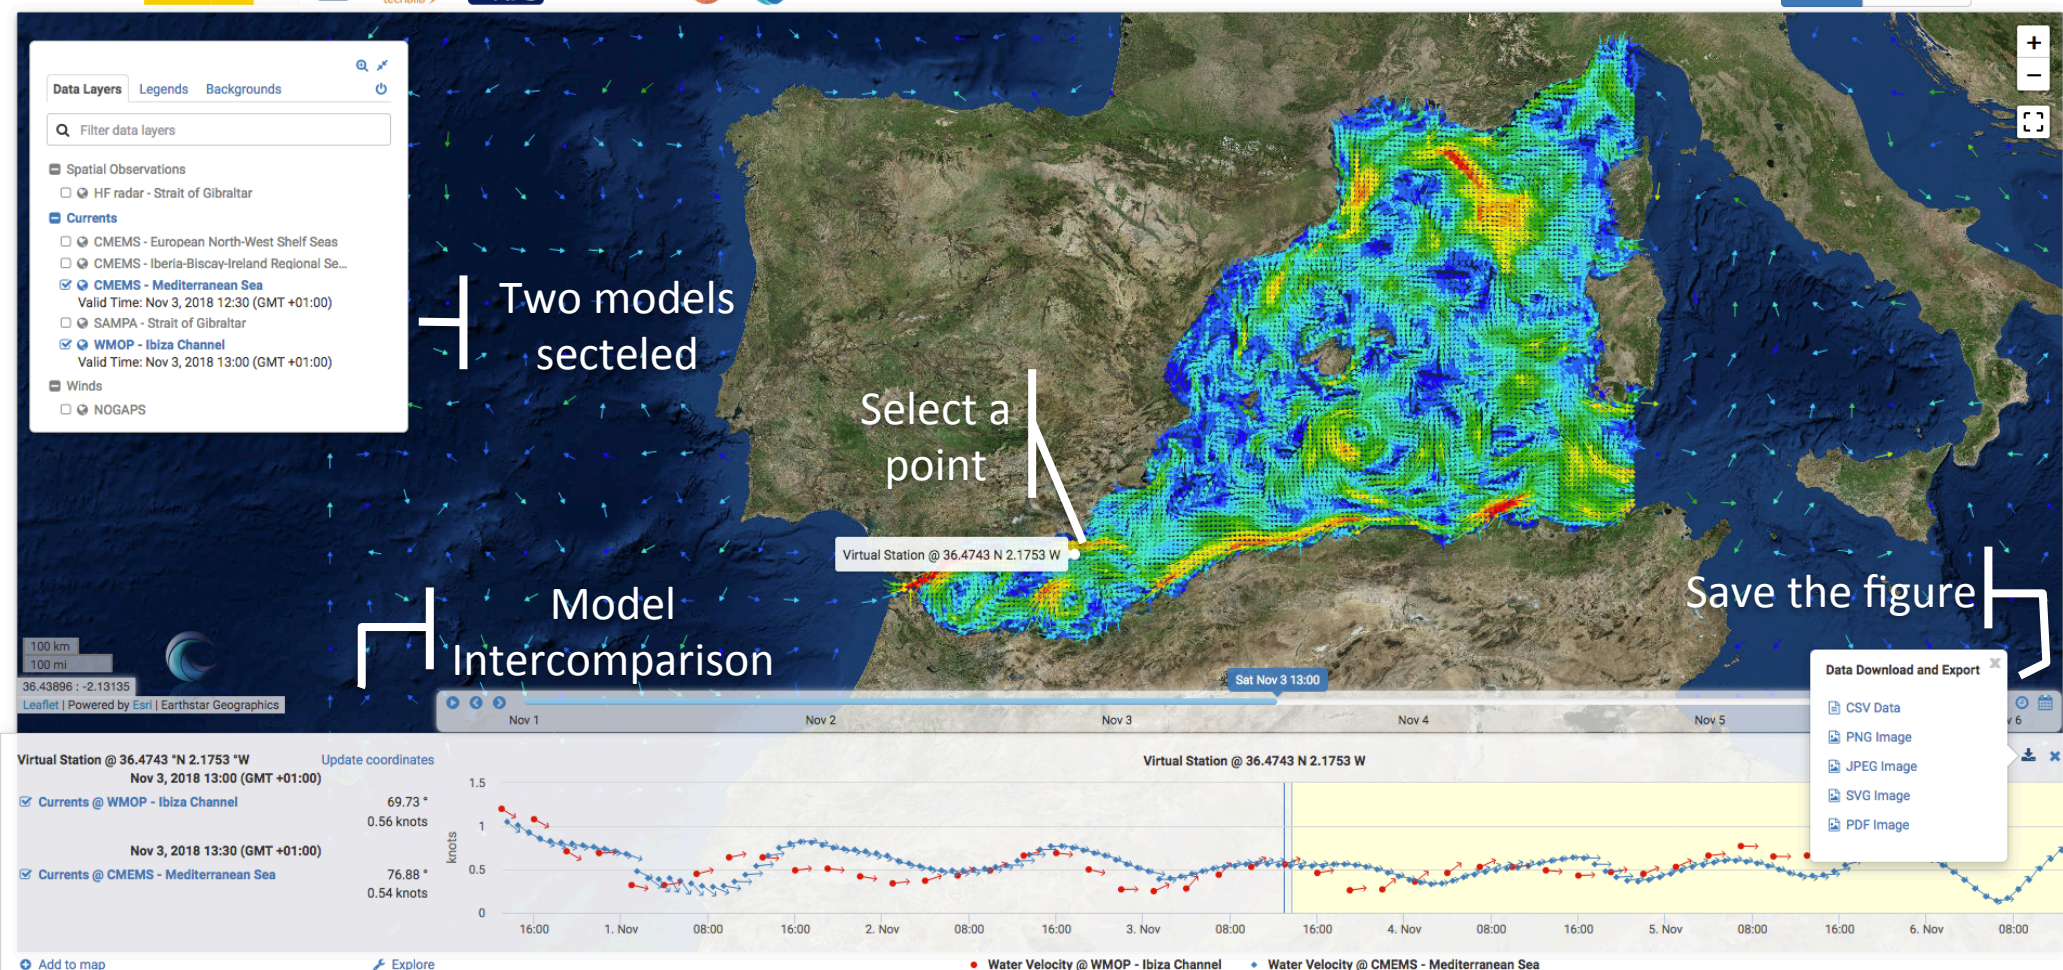 techbio
+
−
Data Layers
Legends
Backgrounds
Filter data layers
Spatial Observations
HF radar - Strait of Gibraltar
Currents
CMEMS - European North-West Shelf Seas
CMEMS - Iberia-Biscay-Ireland Regional Se...
CMEMS - Mediterranean Sea
Valid Time: Nov 3, 2018 12:30 (GMT +01:00)
SAMPA - Strait of Gibraltar
WMOP - Ibiza Channel
Valid Time: Nov 3, 2018 13:00 (GMT +01:00)
Winds
NOGAPS
Two models
secteled
Select a
point
Virtual Station @ 36.4743 N 2.1753 W
Model
Intercomparison
Save the figure
100 km
100 mi
36.43896 : -2.13135
Leaflet | Powered by Esri | Earthstar Geographics
Sat Nov 3 13:00
Nov 1 Nov 2 Nov 3 Nov 4 Nov 5 v 6
Data Download and Export
CSV Data
PNG Image
JPEG Image
SVG Image
PDF Image
Virtual Station @ 36.4743 °N 2.1753 °W
Update coordinates
Nov 3, 2018 13:00 (GMT +01:00)
Currents @ WMOP - Ibiza Channel
69.73 °
0.56 knots
Nov 3, 2018 13:30 (GMT +01:00)
Currents @ CMEMS - Mediterranean Sea
76.88 °
0.54 knots
Add to map
Explore
Virtual Station @ 36.4743 N 2.1753 W
knots
1.5
1
0.5
0
16:00 1. Nov 08:00 16:00 2. Nov 08:00 16:00 3. Nov 08:00 16:00 4. Nov 08:00 16:00 5. Nov 08:00 16:00 6. Nov 08:00
Water Velocity @ WMOP - Ibiza Channel
Water Velocity @ CMEMS - Mediterranean Sea